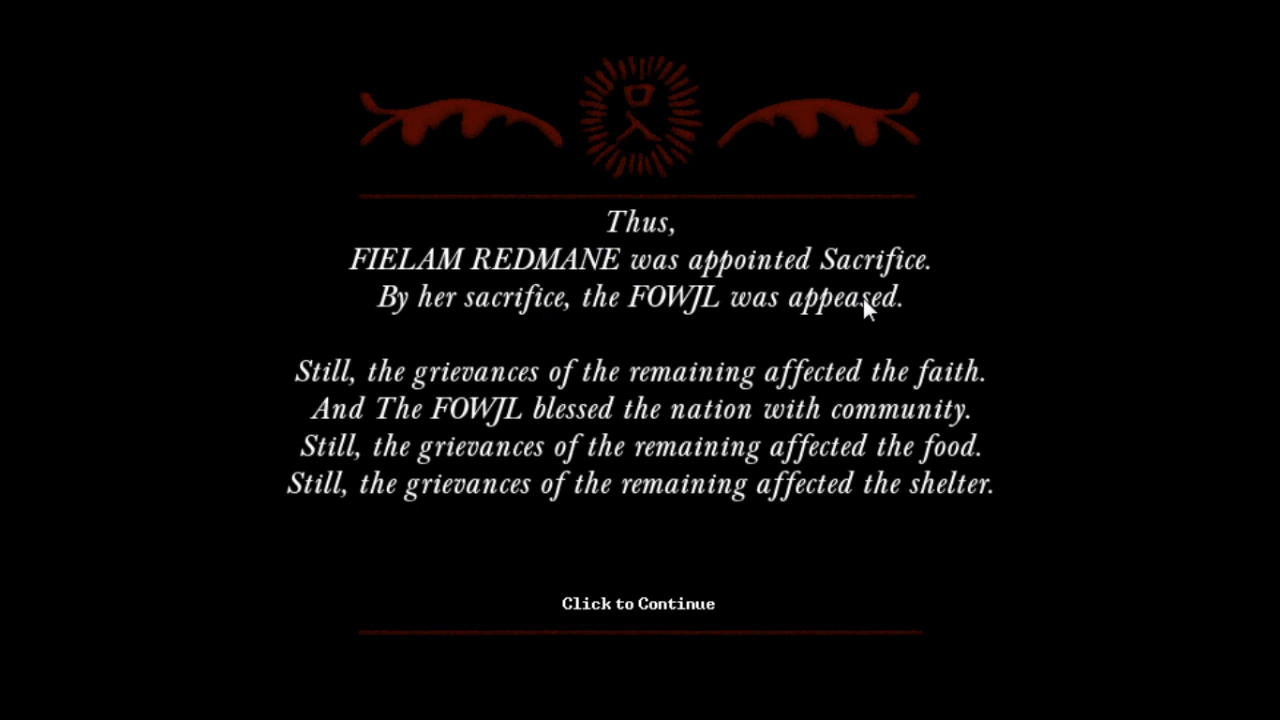 Thus,
FIELAM REDMANE was appointed Sacrifice.
By her sacrifice, the FOWJL was appeased.
Still, the grievances of the remaining affected the faith.
And The FOWJL blessed the nation with community.
Still, the grievances of the remaining affected the food.
Still, the grievances of the remaining affected the shelter.
Click to Continue